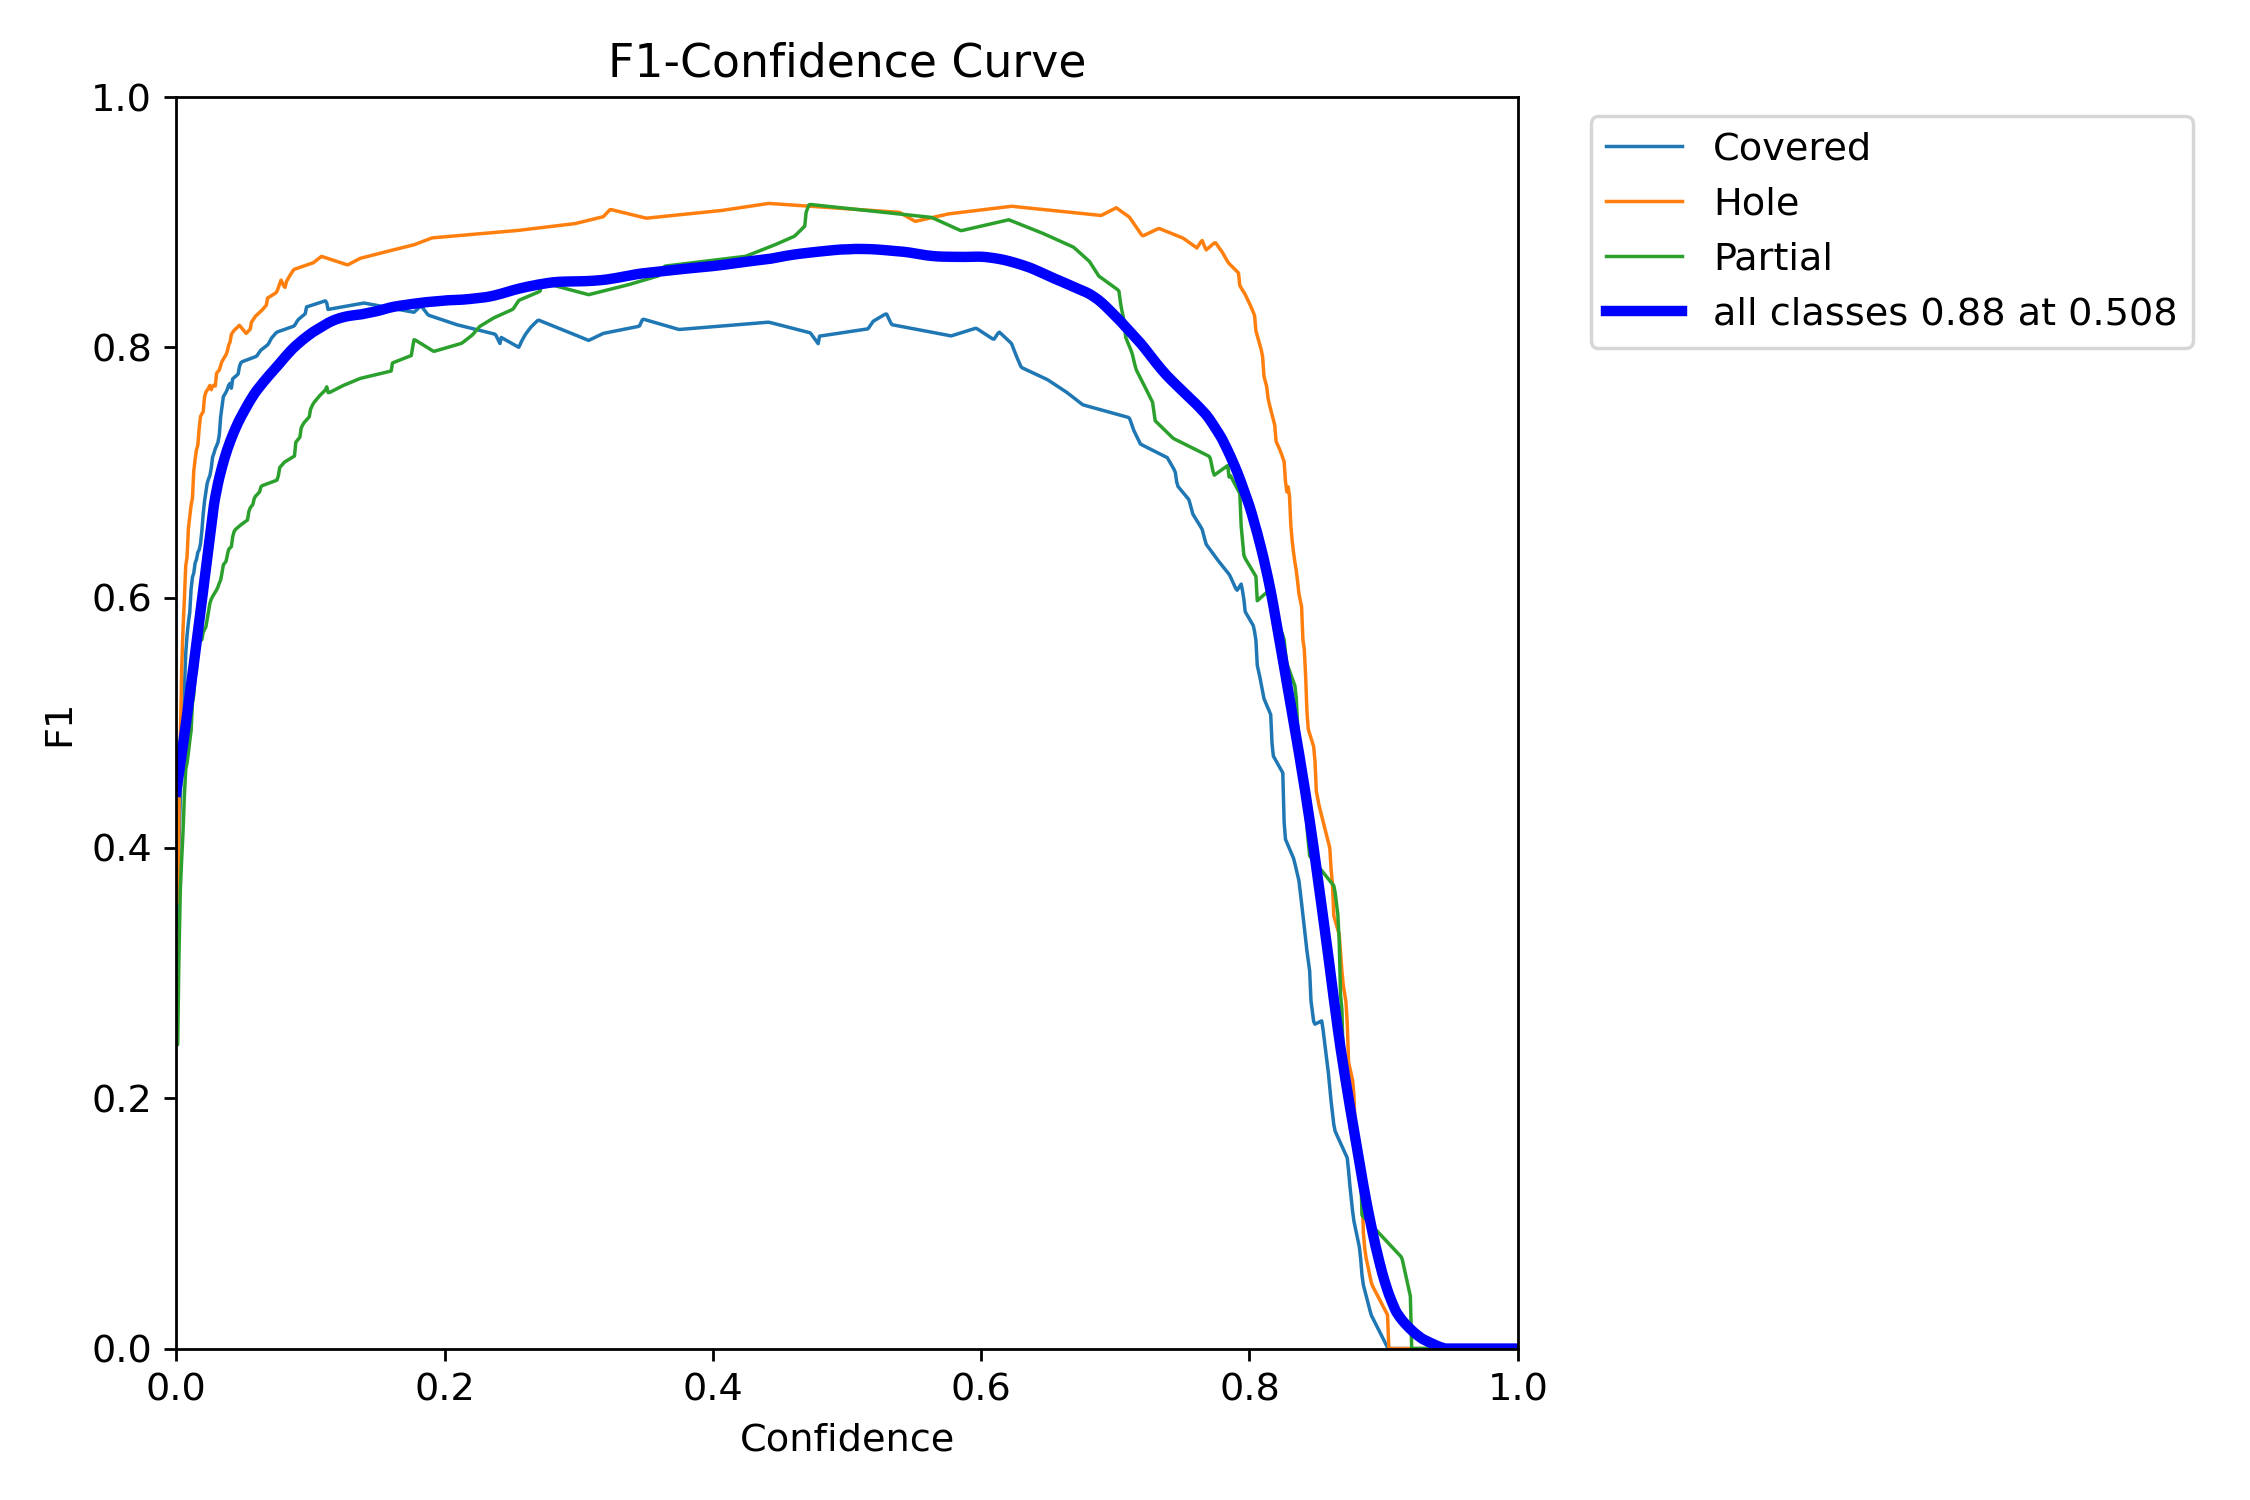 F1-Confidence Curve
1.0
0.8
0.6
0.4
0.2
0.0
F1
0.0 0.2 0.4 0.6 0.8 1.0
Confidence
Covered
Hole
Partial
all classes 0.88 at 0.508